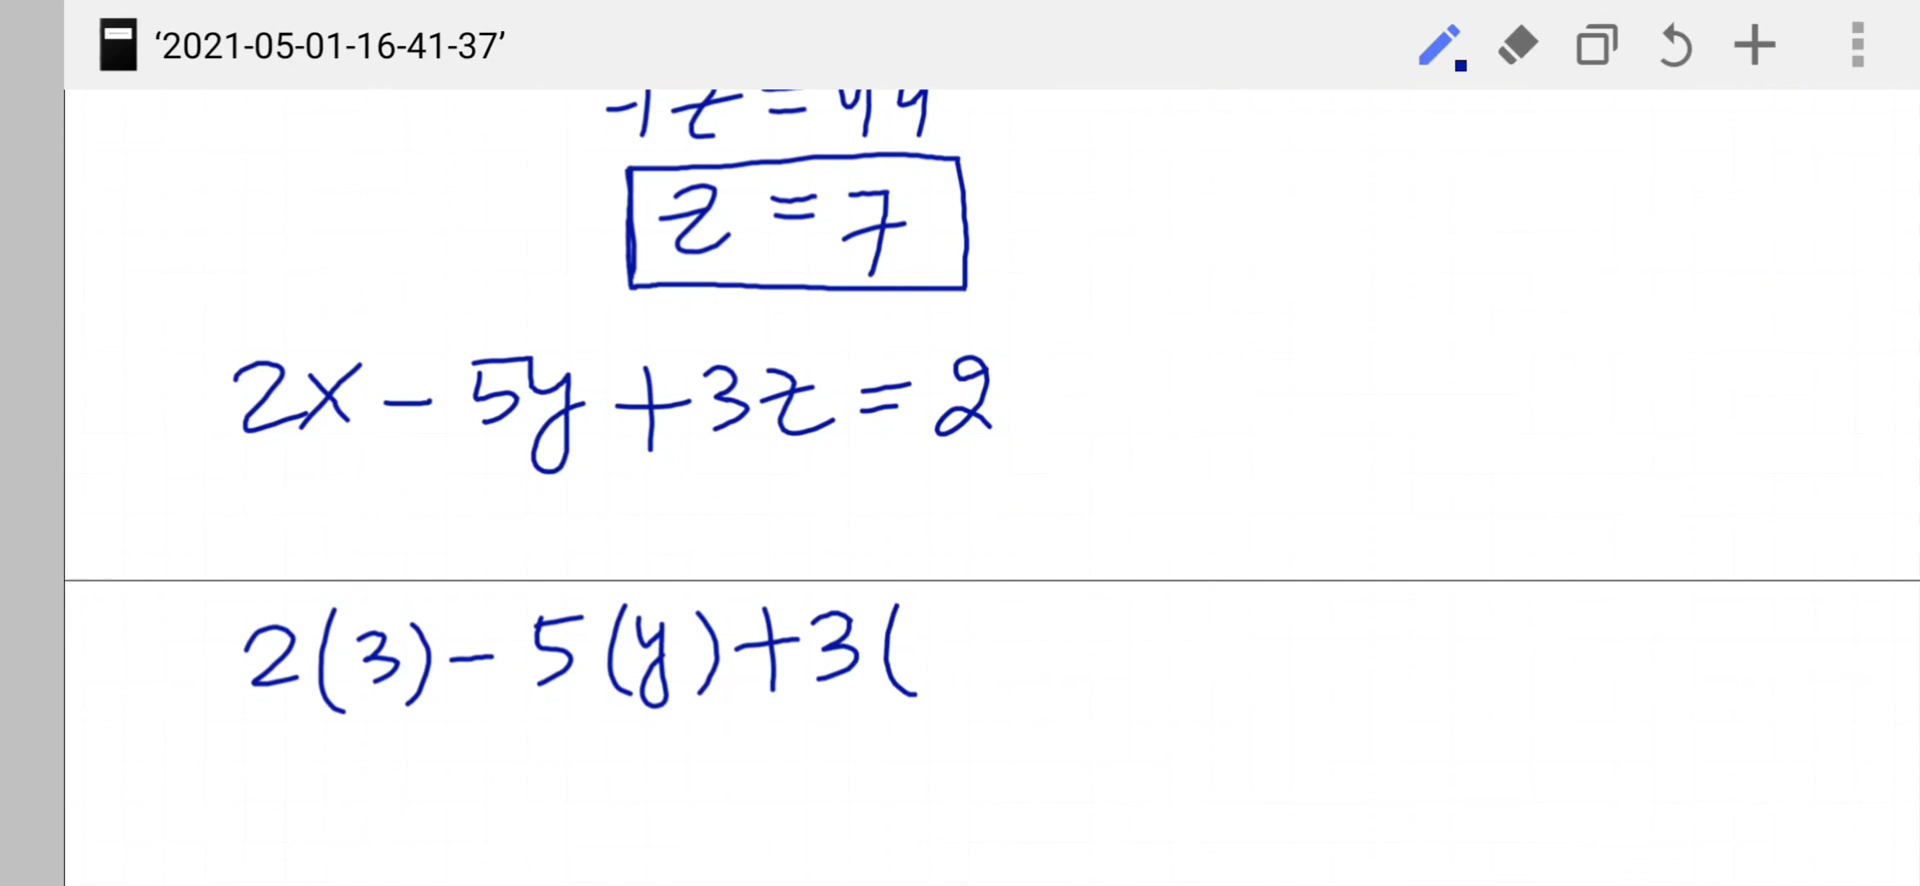 ‘2021-05-01-16-41-37’
z = 7
2x - 5y + 3z = 2
2(3) - 5(y) + 3(